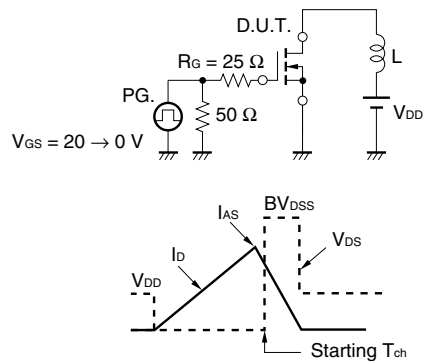 D.U.T.
RG = 25 Ω
L
PG.
50 Ω
VDD
VGS = 20 → 0 V
BVDSS
IAS
ID
VDS
VDD
Starting Tch